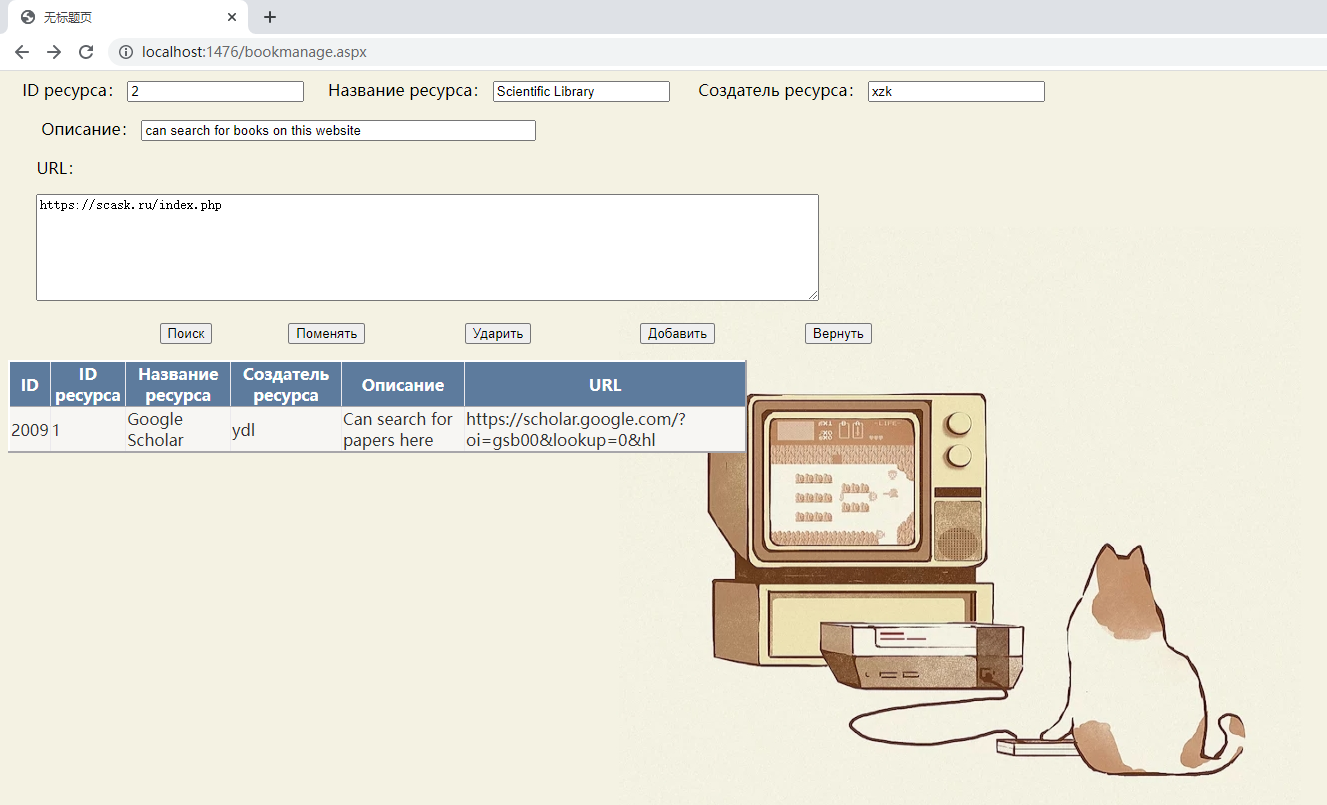 无标题页
localhost:1476/bookmanage.aspx
ID ресурса: 2 Название ресурса: Scientific Library Создатель ресурса: xzk
Описание: can search for books on this website
URL:
https://scask.ru/index.php
Поиск Поменять Ударить Добавить Вернуть
ID ID ресурса Название ресурса Создатель ресурса Описание URL
2009 1 Google Scholar ydl Can search for papers here https://scholar.google.com/?oi=gsb00&lookup=0&hl
-LIFE-